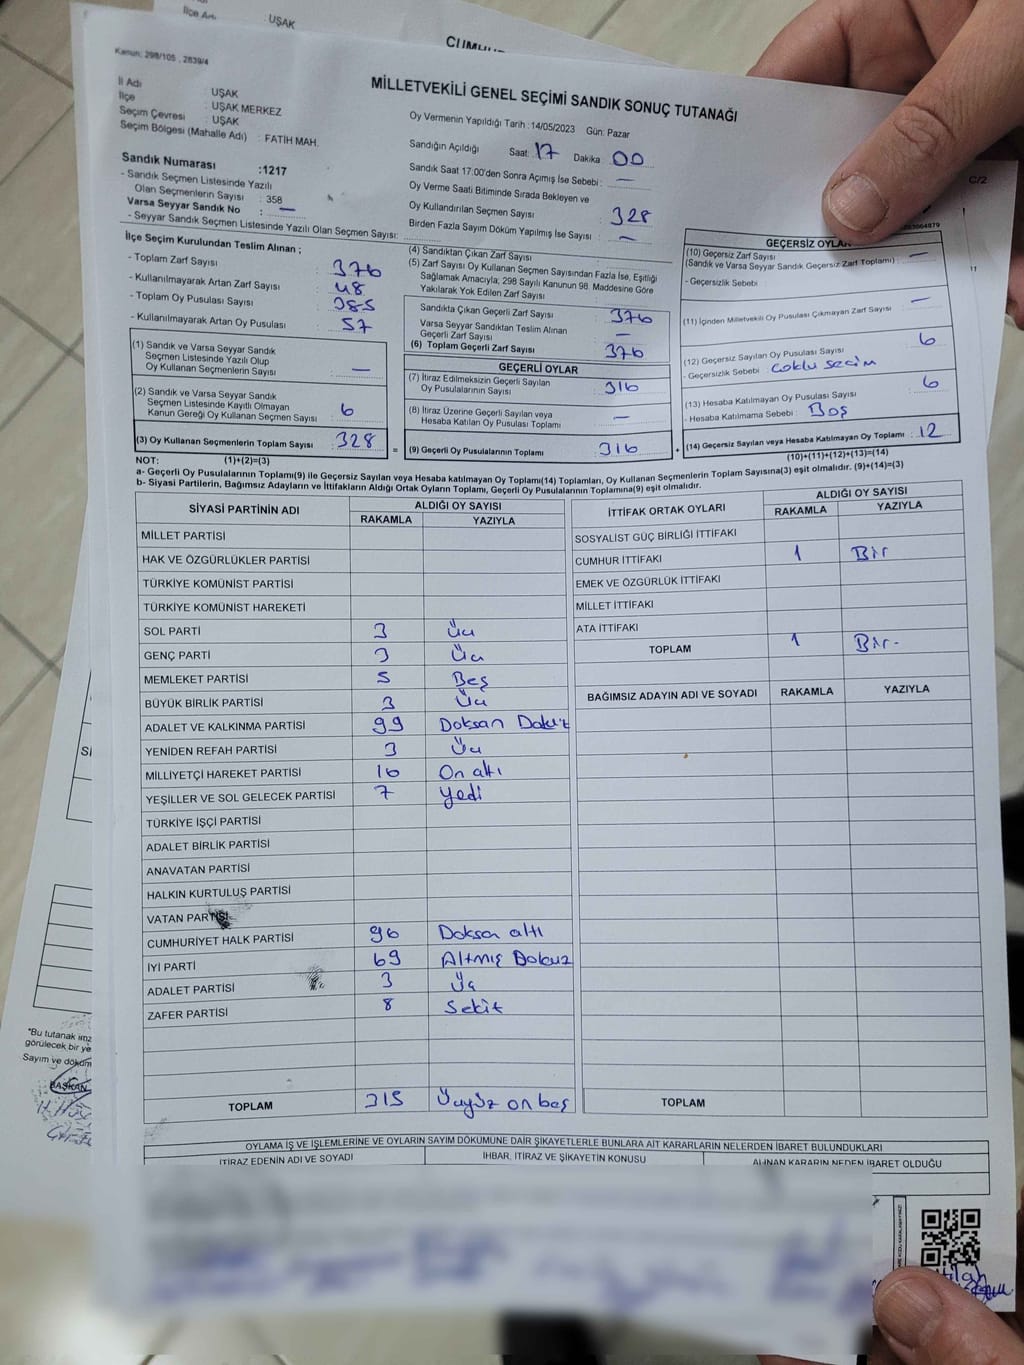 İlçe Adı : UŞAK
Kanun: 298/105 , 2839/4
MİLLETVEKİLİ GENEL SEÇİMİ SANDIK SONUÇ TUTANAĞI
İl Adı : UŞAK
İlçe : UŞAK MERKEZ
Seçim Çevresi : UŞAK
Seçim Bölgesi (Mahalle Adı) : FATİH MAH.
Sandık Numarası :1217
- Sandık Seçmen Listesinde Yazılı
Olan Seçmenlerin Sayısı : 358
Varsa Seyyar Sandık No : —
- Seyyar Sandık Seçmen Listesinde Yazılı Olan Seçmen Sayısı:
Oy Vermenin Yapıldığı Tarih :14/05/2023 Gün: Pazar
Sandığın Açıldığı Saat: 17 Dakika 00
Sandık Saat 17:00'den Sonra Açımış İse Sebebi : —
Oy Verme Saati Bitiminde Sırada Bekleyen ve
Oy Kullandırılan Seçmen Sayısı : 328
Birden Fazla Sayım Döküm Yapılmış İse Sayısı : —
C/2
İlçe Seçim Kurulundan Teslim Alınan ;
- Toplam Zarf Sayısı : 376
- Kullanılmayarak Artan Zarf Sayısı : 48
- Toplam Oy Pusulası Sayısı : 385
- Kullanılmayarak Artan Oy Pusulası : 57
(1) Sandık ve Varsa Seyyar Sandık
Seçmen Listesinde Yazılı Olup
Oy Kullanan Seçmenlerin Sayısı : —
(2) Sandık ve Varsa Seyyar Sandık
Seçmen Listesinde Kayıtlı Olmayan
Kanun Gereği Oy Kullanan Seçmen Sayısı : 6
(3) Oy Kullanan Seçmenlerin Toplam Sayısı : 328
(4) Sandıktan Çıkan Zarf Sayısı :
(5) Zarf Sayısı Oy Kullanan Seçmen Sayısından Fazla İse, Eşitliği
Sağlamak Amacıyla; 298 Sayılı Kanunun 98. Maddesine Göre
Yakılarak Yok Edilen Zarf Sayısı :
Sandıkta Çıkan Geçerli Zarf Sayısı : 376
Varsa Seyyar Sandıktan Teslim Alınan
Geçerli Zarf Sayısı : —
(6) Toplam Geçerli Zarf Sayısı : 376
GEÇERLİ OYLAR
(7) İtiraz Edilmeksizin Geçerli Sayılan
Oy Pusulalarının Sayısı : 316
(8) İtiraz Üzerine Geçerli Sayılan veya
Hesaba Katılan Oy Pusulası Toplamı : —
= (9) Geçerli Oy Pusulalarının Toplamı : 316
GEÇERSİZ OYLAR
(10) Geçersiz Zarf Sayısı
(Sandık ve Varsa Seyyar Sandık Geçersiz Zarf Toplamı) : —
- Geçersizlik Sebebi :
(11) İçinden Milletvekili Oy Pusulası Çıkmayan Zarf Sayısı : —
(12) Geçersiz Sayılan Oy Pusulası Sayısı : 6
- Geçersizlik Sebebi : Çoklu seçim
(13) Hesaba Katılmayan Oy Pusulası Sayısı : 6
- Hesaba Katılmama Sebebi : Boş
+ (14) Geçersiz Sayılan veya Hesaba Katılmayan Oy Toplamı : 12
NOT: (1)+(2)=(3) (10)+(11)+(12)+(13)=(14)
a- Geçerli Oy Pusulalarının Toplamı(9) ile Geçersiz Sayılan veya Hesaba katılmayan Oy Toplamı(14) Toplamları, Oy Kullanan Seçmenlerin Toplam Sayısına(3) eşit olmalıdır. (9)+(14)=(3)
b- Siyasi Partilerin, Bağımsız Adayların ve İttifakların Aldığı Ortak Oyların Toplamı, Geçerli Oy Pusulalarının Toplamına(9) eşit olmalıdır.
SİYASİ PARTİNİN ADI ALDIĞI OY SAYISI
RAKAMLA YAZIYLA
MİLLET PARTİSİ
HAK VE ÖZGÜRLÜKLER PARTİSİ
TÜRKİYE KOMÜNİST PARTİSİ
TÜRKİYE KOMÜNİST HAREKETİ
SOL PARTİ 3 Üç
GENÇ PARTİ 3 Üç
MEMLEKET PARTİSİ 5 Beş
BÜYÜK BİRLİK PARTİSİ 3 Üç
ADALET VE KALKINMA PARTİSİ 99 Doksan Dokuz
YENİDEN REFAH PARTİSİ 3 Üç
MİLLİYETÇİ HAREKET PARTİSİ 16 On altı
YEŞİLLER VE SOL GELECEK PARTİSİ 7 Yedi
TÜRKİYE İŞÇİ PARTİSİ
ADALET BİRLİK PARTİSİ
ANAVATAN PARTİSİ
HALKIN KURTULUŞ PARTİSİ
VATAN PARTİSİ
CUMHURİYET HALK PARTİSİ 96 Doksan altı
İYİ PARTİ 69 Altmış Dokuz
ADALET PARTİSİ 3 Üç
ZAFER PARTİSİ 8 Sekiz
TOPLAM 315 Üçyüz on beş
İTTİFAK ORTAK OYLARI ALDIĞI OY SAYISI
RAKAMLA YAZIYLA
SOSYALİST GÜÇ BİRLİĞİ İTTİFAKI
CUMHUR İTTİFAKI 1 Bir
EMEK VE ÖZGÜRLÜK İTTİFAKI
MİLLET İTTİFAKI
ATA İTTİFAKI
TOPLAM 1 Bir-
BAĞIMSIZ ADAYIN ADI VE SOYADI RAKAMLA YAZIYLA
TOPLAM
OYLAMA İŞ VE İŞLEMLERİNE VE OYLARIN SAYIM DÖKÜMÜNE DAİR ŞİKAYETLERLE BUNLARA AİT KARARLARIN NELERDEN İBARET BULUNDUKLARI
İTİRAZ EDENİN ADI VE SOYADI İHBAR, İTİRAZ VE ŞİKAYETİN KONUSU ALINAN KARARIN NEDEN İBARET OLDUĞU
"Bu tutanak
görülecek bir
Sayım ve döküm
BAŞKAN